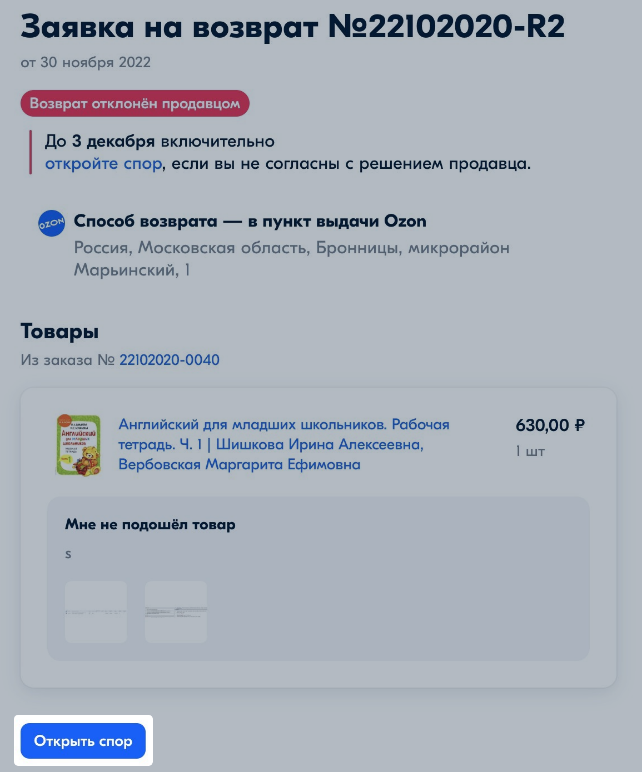 Заявка на возврат №22102020-R2
от 30 ноября 2022
Возврат отклонён продавцом
До 3 декабря включительно
откройте спор, если вы не согласны с решением продавца.
OZON
Способ возврата — в пункт выдачи Ozon
Россия, Московская область, Бронницы, микрорайон
Марьинский, 1
Товары
Из заказа № 22102020-0040
Английский
Английский для младших школьников. Рабочая
тетрадь. Ч. 1 | Шишкова Ирина Алексеевна,
Вербовская Маргарита Ефимовна
630,00 ₽
1 шт
Мне не подошёл товар
s
Открыть спор